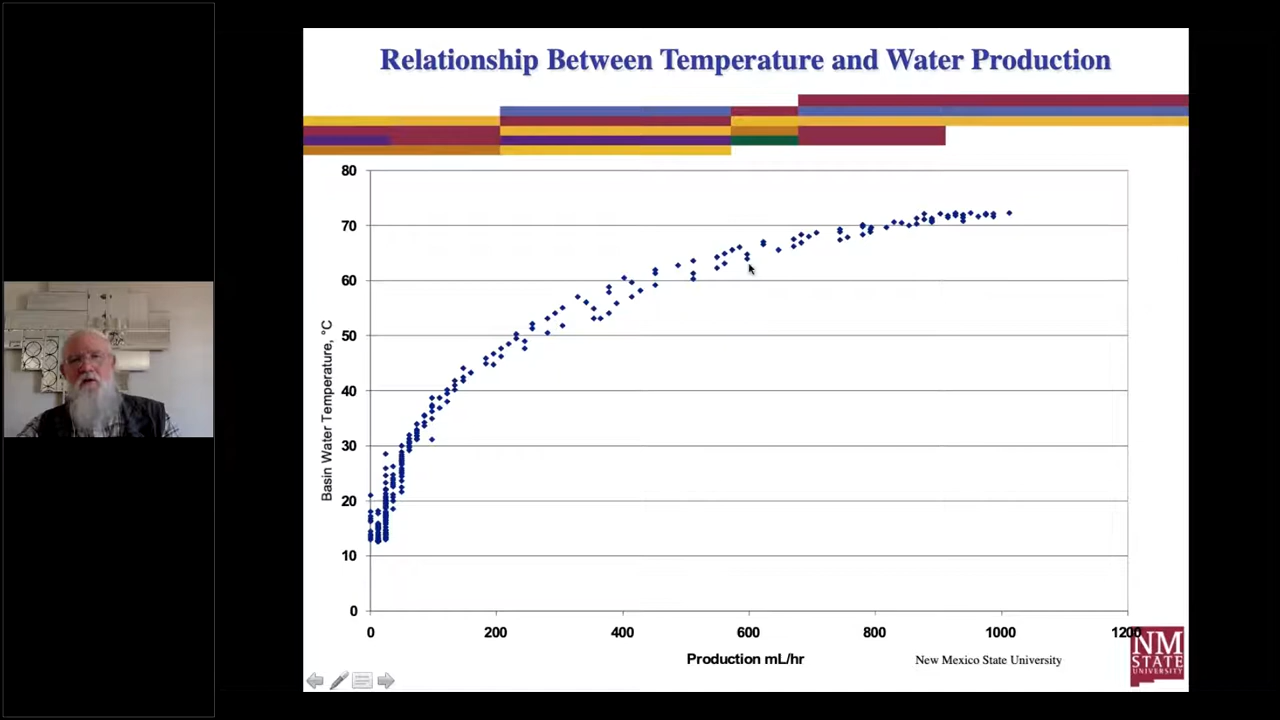 Relationship Between Temperature and Water Production
80
70
60
50
40
30
20
10
0
Basin Water Temperature, °C
0 200 400 600 800 1000 1200
Production mL/hr
New Mexico State University
NM
STATE
UNIVERSITY